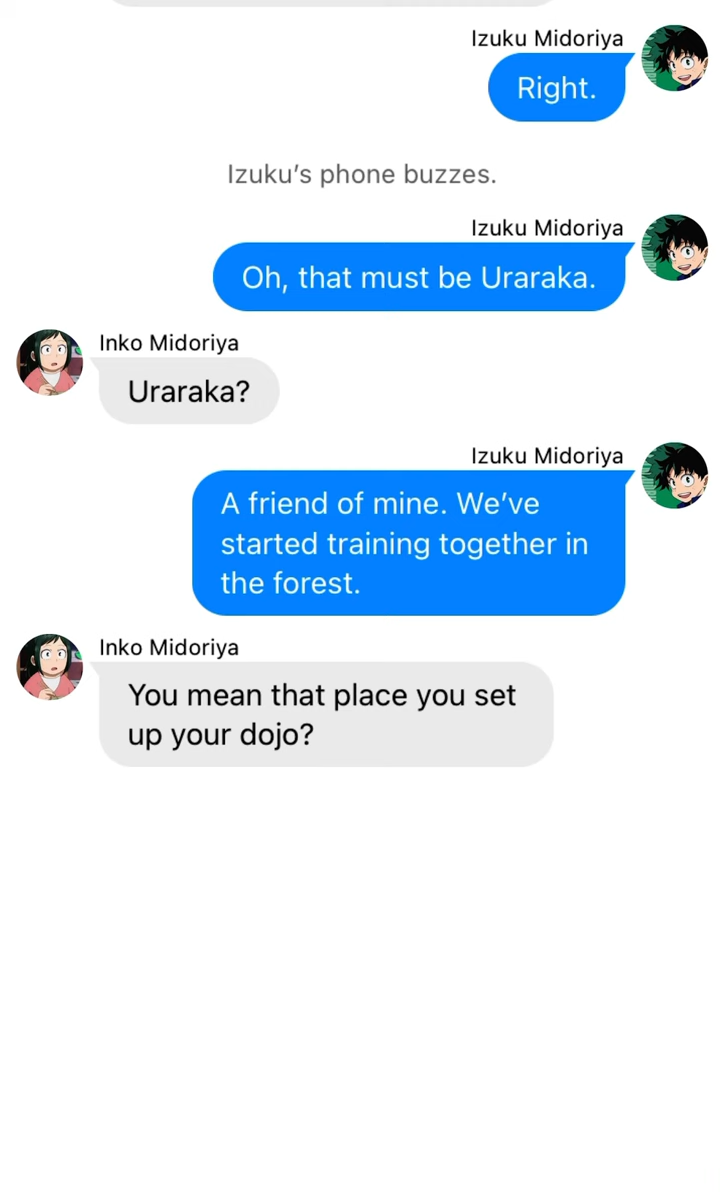 Izuku Midoriya
Right.
Izuku’s phone buzzes.
Izuku Midoriya
Oh, that must be Uraraka.
Inko Midoriya
Uraraka?
Izuku Midoriya
A friend of mine. We’ve
started training together in
the forest.
Inko Midoriya
You mean that place you set
up your dojo?